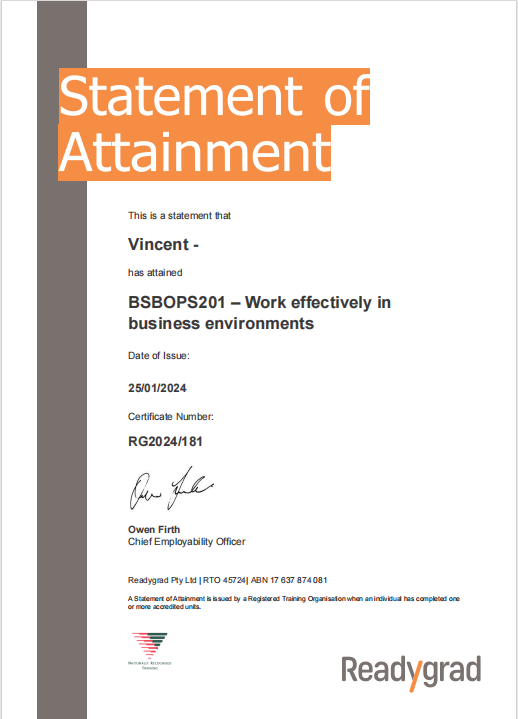 Statement of
Attainment
This is a statement that
Vincent -
has attained
BSBOPS201 – Work effectively in
business environments
Date of Issue:
25/01/2024
Certificate Number:
RG2024/181
Owen Firth
Chief Employability Officer
Readygrad Pty Ltd | RTO 45724| ABN 17 637 874 081
A Statement of Attainment is issued by a Registered Training Organisation when an individual has completed one
or more accredited units.
NATIONALLY RECOGNISED
TRAINING
Readygrad